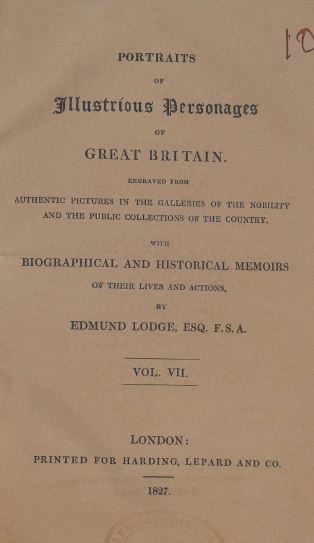 PORTRAITS
OF
Illustrious Personages
OF
GREAT BRITAIN.
ENGRAVED FROM
AUTHENTIC PICTURES IN THE GALLERIES OF THE NOBILITY
AND THE PUBLIC COLLECTIONS OF THE COUNTRY,
WITH
BIOGRAPHICAL AND HISTORICAL MEMOIRS
OF THEIR LIVES AND ACTIONS,
BY
EDMUND LODGE, ESQ. F.S.A.
VOL. VII.
LONDON:
PRINTED FOR HARDING, LEPARD AND CO.
1827.